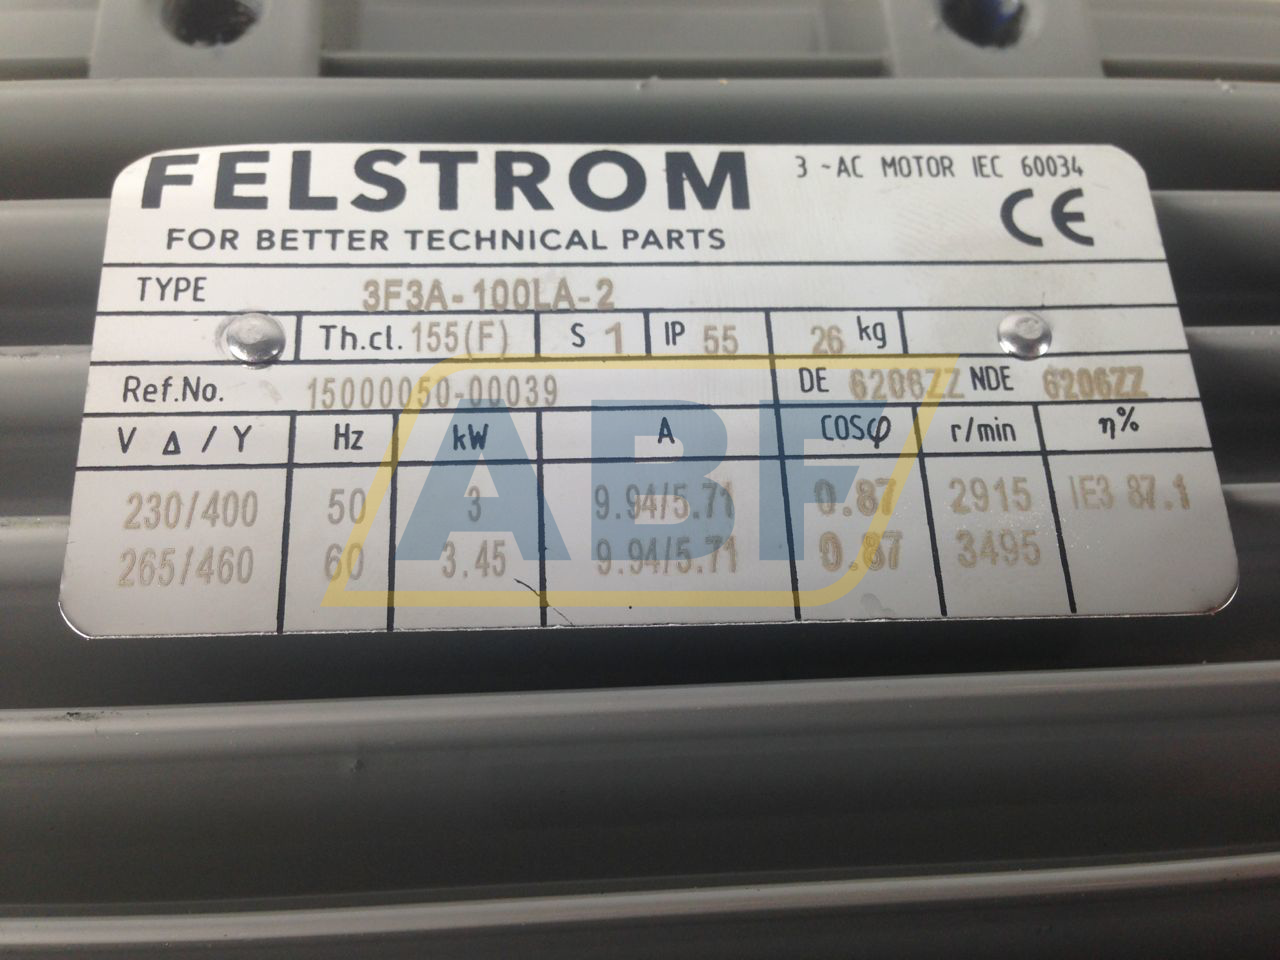 FELSTROM
3 ~AC MOTOR IEC 60034
FOR BETTER TECHNICAL PARTS
CE
TYPE 3F3A-100LA-2
Th.cl. 155(F) S 1 IP 55 26 kg
Ref.No. 15000050-00039 DE 6206ZZ NDE 6206ZZ
V Δ / Y Hz kW A COSφ r/min η%
230/400 50 3 9.94/5.71 0.87 2915 IE3 87.1
265/460 60 3.45 9.94/5.71 0.87 3495
ABF